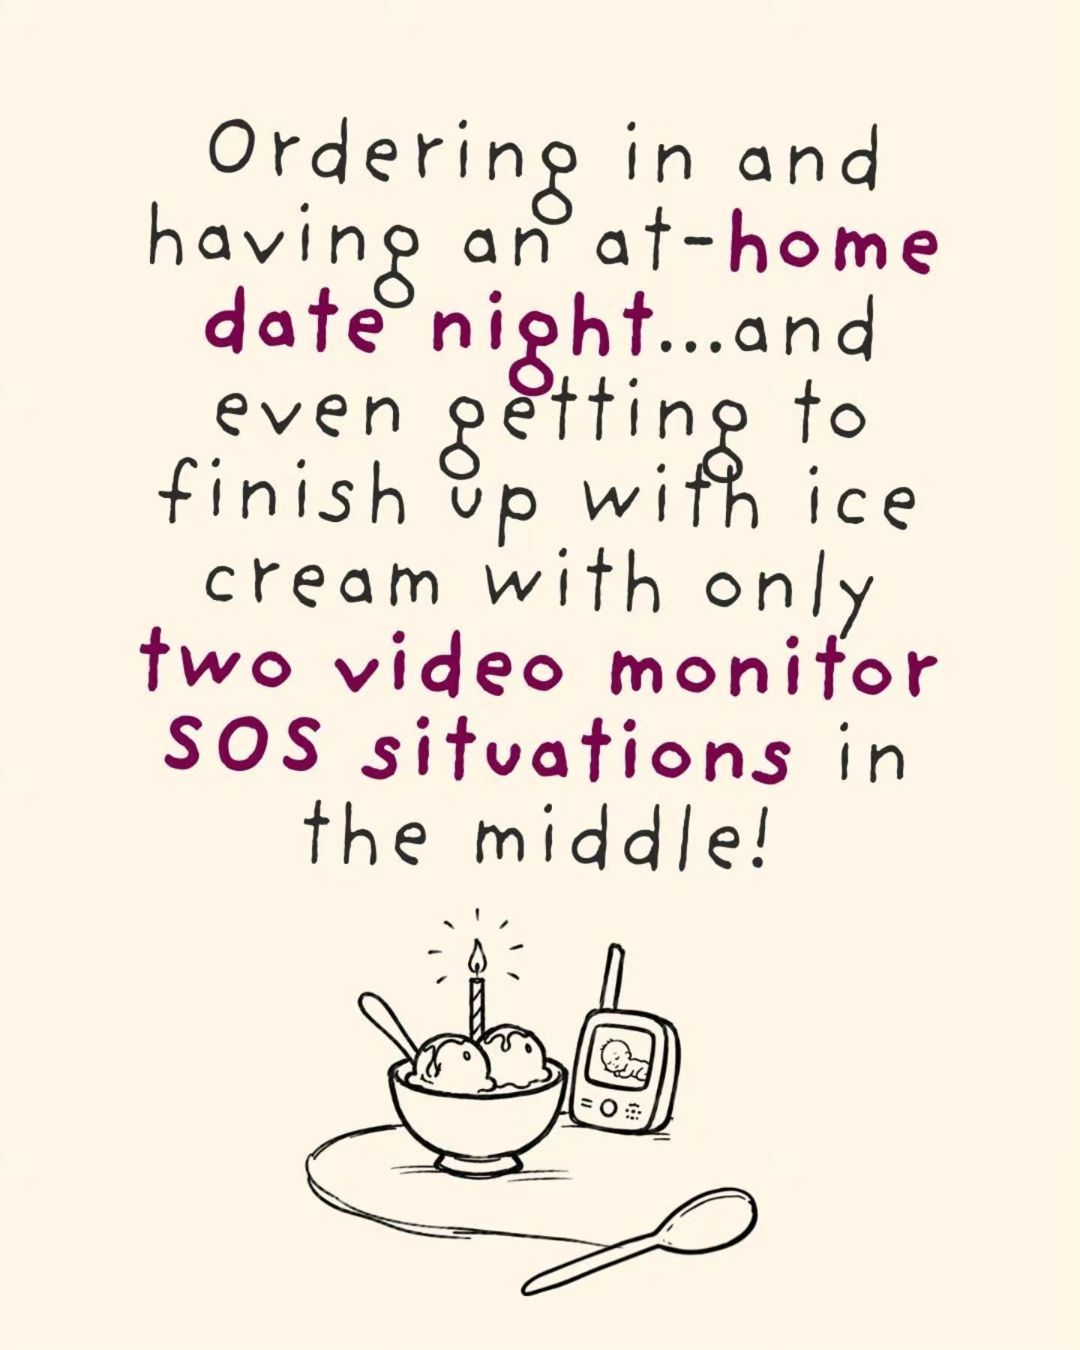 Ordering in and
having an at-home
date night...and
even getting to
finish up with ice
cream with only
two video monitor
SOS situations in
the middle!